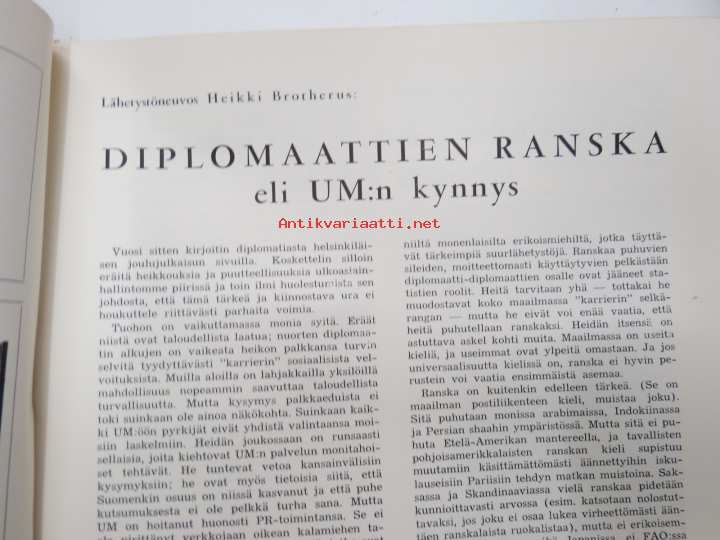 Lähetystöneuvos Heikki Brotherus:
DIPLOMAATTIEN RANSKA
eli UM:n kynnys
Antikvariaatti.net
Vuosi sitten kirjoitin diplomatiasta helsinkiläi-
sen joulujulkaisun sivuilla. Koskettelin silloin
eräitä heikkouksia ja puutteellisuuksia ulkoasiain-
hallintomme piirissä ja toin ilmi huolestumista sen
johdosta, että tämä tärkeä ja kiinnostava ura ei
houkuttele riittävästi parhaita voimia.
Tuohon on vaikuttamassa monia syitä. Eräät
niistä ovat taloudellista laatua; nuorten diplomaa-
tin alkujen on vaikeata heikon palkkansa turvin
selvitä tyydyttävästi "karrierin" sosiaalisista vel-
voituksista. Muilla aloilla on lahjakkailla yksilöillä
mahdollisuus nopeammin saavuttaa taloudellista
turvallisuutta. Mutta kysymys palkkaeduista ei
toki suinkaan ole ainoa näkökohta. Suinkaan kaik-
ki UM:öön pyrkijät eivät yhdistä valintaansa moi-
siin laskelmiin. Heidän joukossaan on runsaasti
sellaisia, joita kiehtovat UM:n palvelun monitahoi-
set tehtävät. He tuntevat vetoa kansainvälisiin
kysymyksiin; he ovat myös tietoisia siitä, että
Suomenkin osuus on niissä kasvanut ja että puhe
kutsumuksesta ei ole pelkkä turha sana. Mutta
UM on hoitanut huonosti PR-toimintansa. Se ei
ole virittänyt verkkojaan oikean kalamiehen ta-
niiltä monenlaisilta erikoismiehiltä, jotka täyttä-
vät tärkeimpiä suurlähetystöjä. Ranskaa puhuvien
sileiden, moitteettomasti käyttäytyvien pelkästään
diplomaatti-diplomaattien osalle ovat jääneet sta-
tistien roolit. Heitä tarvitaan yhä — tottakai he
muodostavat koko maailmassa "karrierin" selkä-
rangan — mutta he eivät voi enää vaatia, että
heitä puhutellaan ranskaksi. Heidän itsensä on
astuttava askel kohti muita. Maailmassa on useita
kieliä, ja useimmat ovat ylpeitä omastaan. Ja jos
universaalisuutta kielissä on, ranska ei hyvin pe-
rustein voi vaatia ensimmäistä asemaa.
Ranska on kuitenkin edelleen tärkeä. (Se on
maailman postiliikenteen kieli, muistaa joku).
Sitä puhutaan monissa arabimaissa, Indokiinassa
ja Persian shaahin ympäristössä. Mutta sitä ei pu-
huta Etelä-Amerikan mantereella, ja tavallisten
pohjoisamerikkalaisten ranskan kieli supistuu
muutamiin käsittämättömästi äännettyihin isku-
lauseisiin Pariisiin tehdyn matkan muistoina. Sak-
sassa ja Skandinaaviassa vielä ranskaa pidetään
kunnioittavasti arvossa (esim. katsotaan nolostut-
tavaksi, jos joku ei osaa lukea virheettömästi ään-
täen ranskalaista ruokalistaa), mutta ei erikoisem-